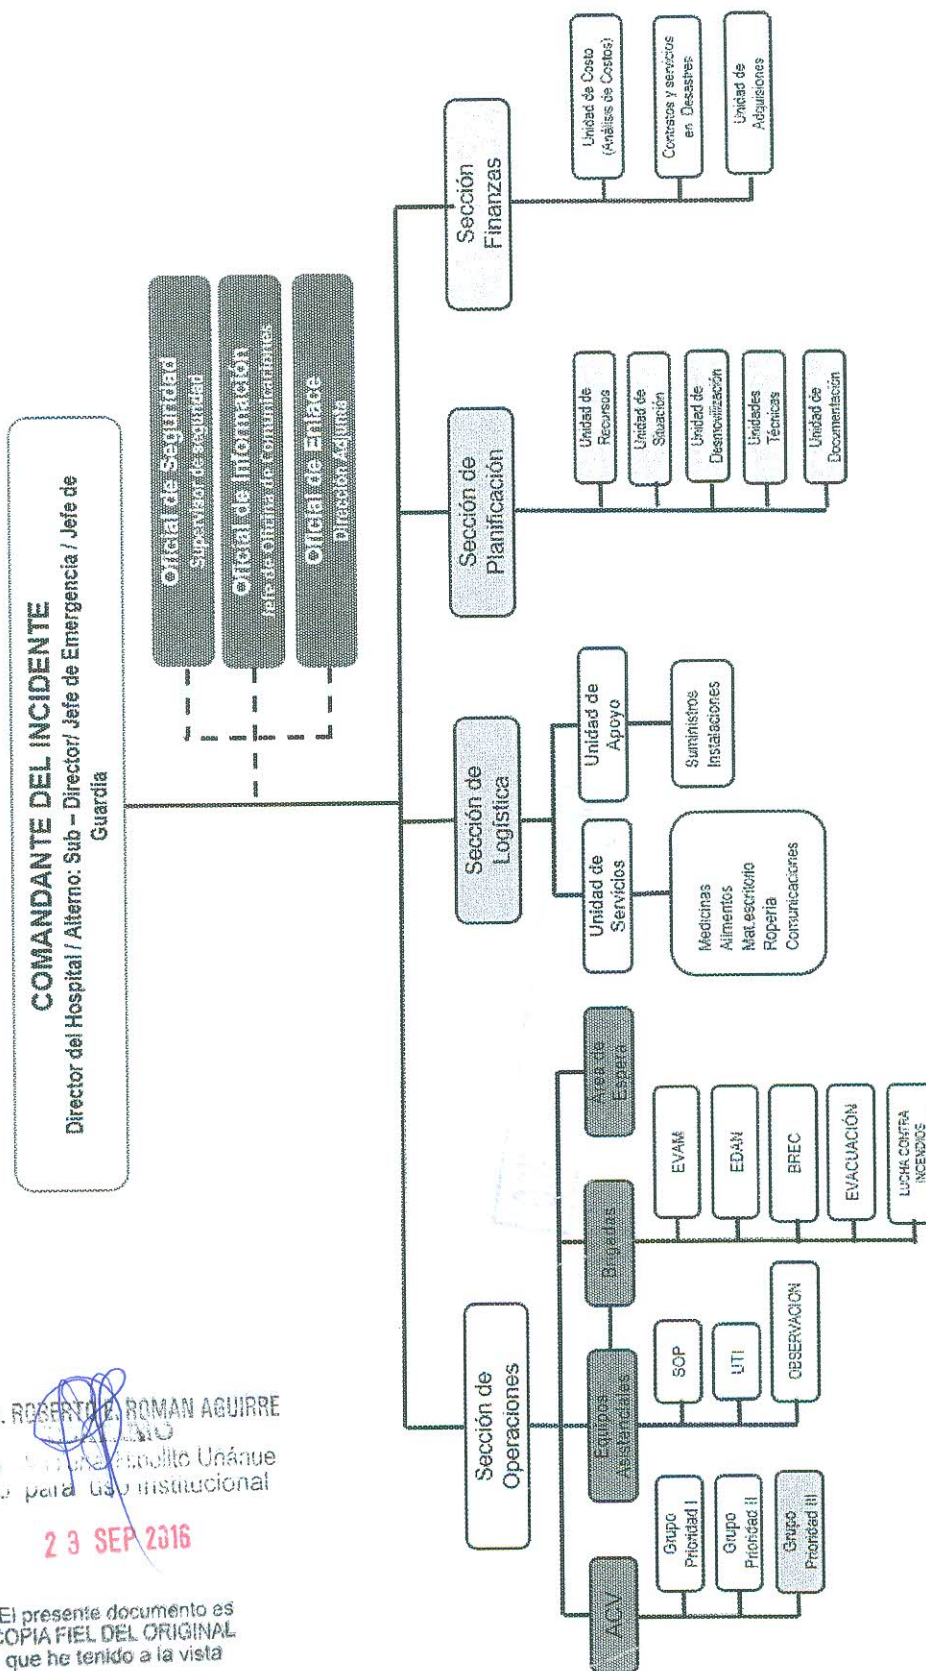 COMANDANTE DEL INCIDENTE
Director del Hospital / Alterno: Sub – Director/ Jefe de Emergencia / Jefe de
Guardia
Oficial de Seguridad
Supervisor de seguridad
Oficial de Información
Jefe de Oficina de Comunicaciones
Oficial de Enlace
Dirección Adjunta
Sección de
Operaciones
Sección de
Logística
Sección de
Planificación
Sección
Finanzas
ACV
Equipos
Asistenciales
Brigadas
Área de
Espera
Grupo
Prioridad I
Grupo
Prioridad II
Grupo
Prioridad III
SOP
UTI
OBSERVACION
EVAM
EDAN
BREC
EVACUACIÓN
LUCHA CONTRA
INCENDIOS
Unidad de
Servicios
Unidad de
Apoyo
Medicinas
Alimentos
Mat.escritorio
Ropería
Comunicaciones
Suministros
Instalaciones
Unidad de
Recursos
Unidad de
Situación
Unidad de
Desmovilización
Unidades
Técnicas
Unidad de
Documentación
Unidad de Costo
(Análisis de Costos)
Contratos y servicios
en Desastres
Unidad de
Adquisiones
ROBERTO E. ROMAN AGUIRRE
Unánue
para uso institucional
23 SEP 2016
El presente documento es
COPIA FIEL DEL ORIGINAL
que he tenido a la vista